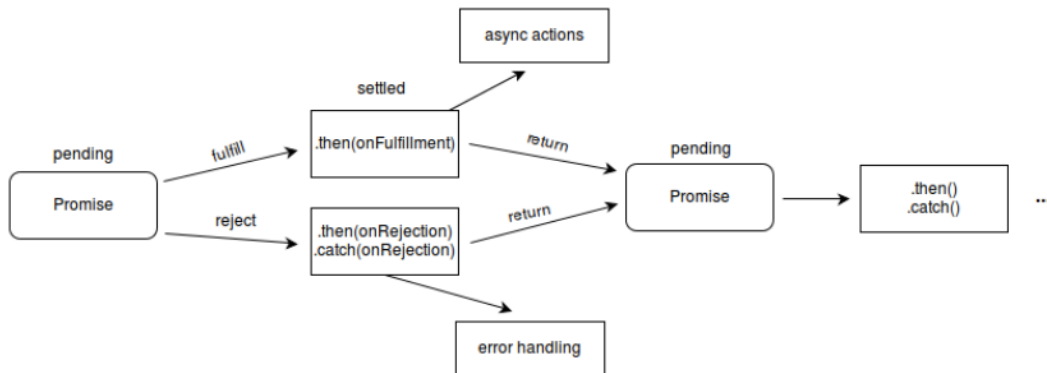 async actions
settled
.then(onFulfillment)
pending
fulfill
return
pending
Promise
Promise
.then()
.catch()
...
reject
.then(onRejection)
.catch(onRejection)
return
error handling